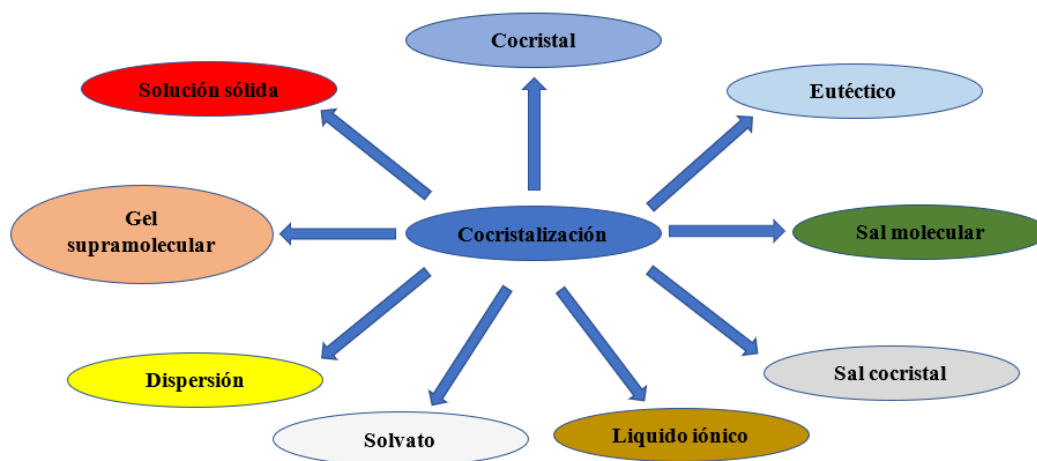 Cocristal
Solución sólida
Eutéctico
Gel
supramolecular
Cocristalización
Sal molecular
Dispersión
Sal cocristal
Solvato
Liquido iónico